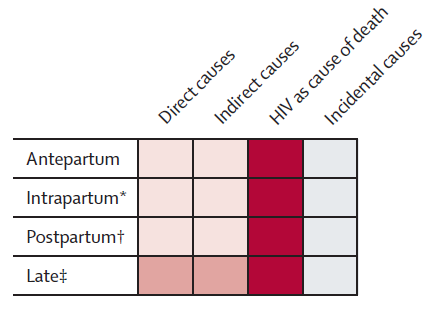 Direct causes
Indirect causes
HIV as cause of death
Incidental causes
Antepartum
Intrapartum*
Postpartum†
Late‡